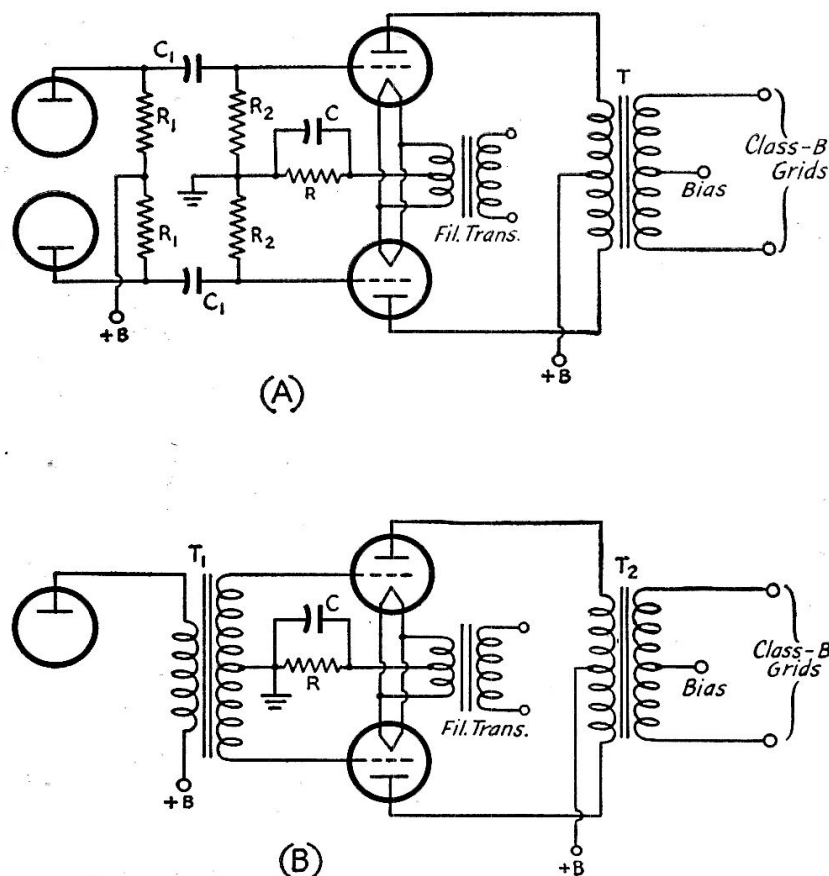 C₁
T
R₁
R₂
C
R
Class-B
Grids
Bias
Fil. Trans.
R₁
R₂
C₁
+B
+B
(A)
T₁
T₂
C
R
Class-B
Grids
Bias
Fil. Trans.
+B
+B
(B)